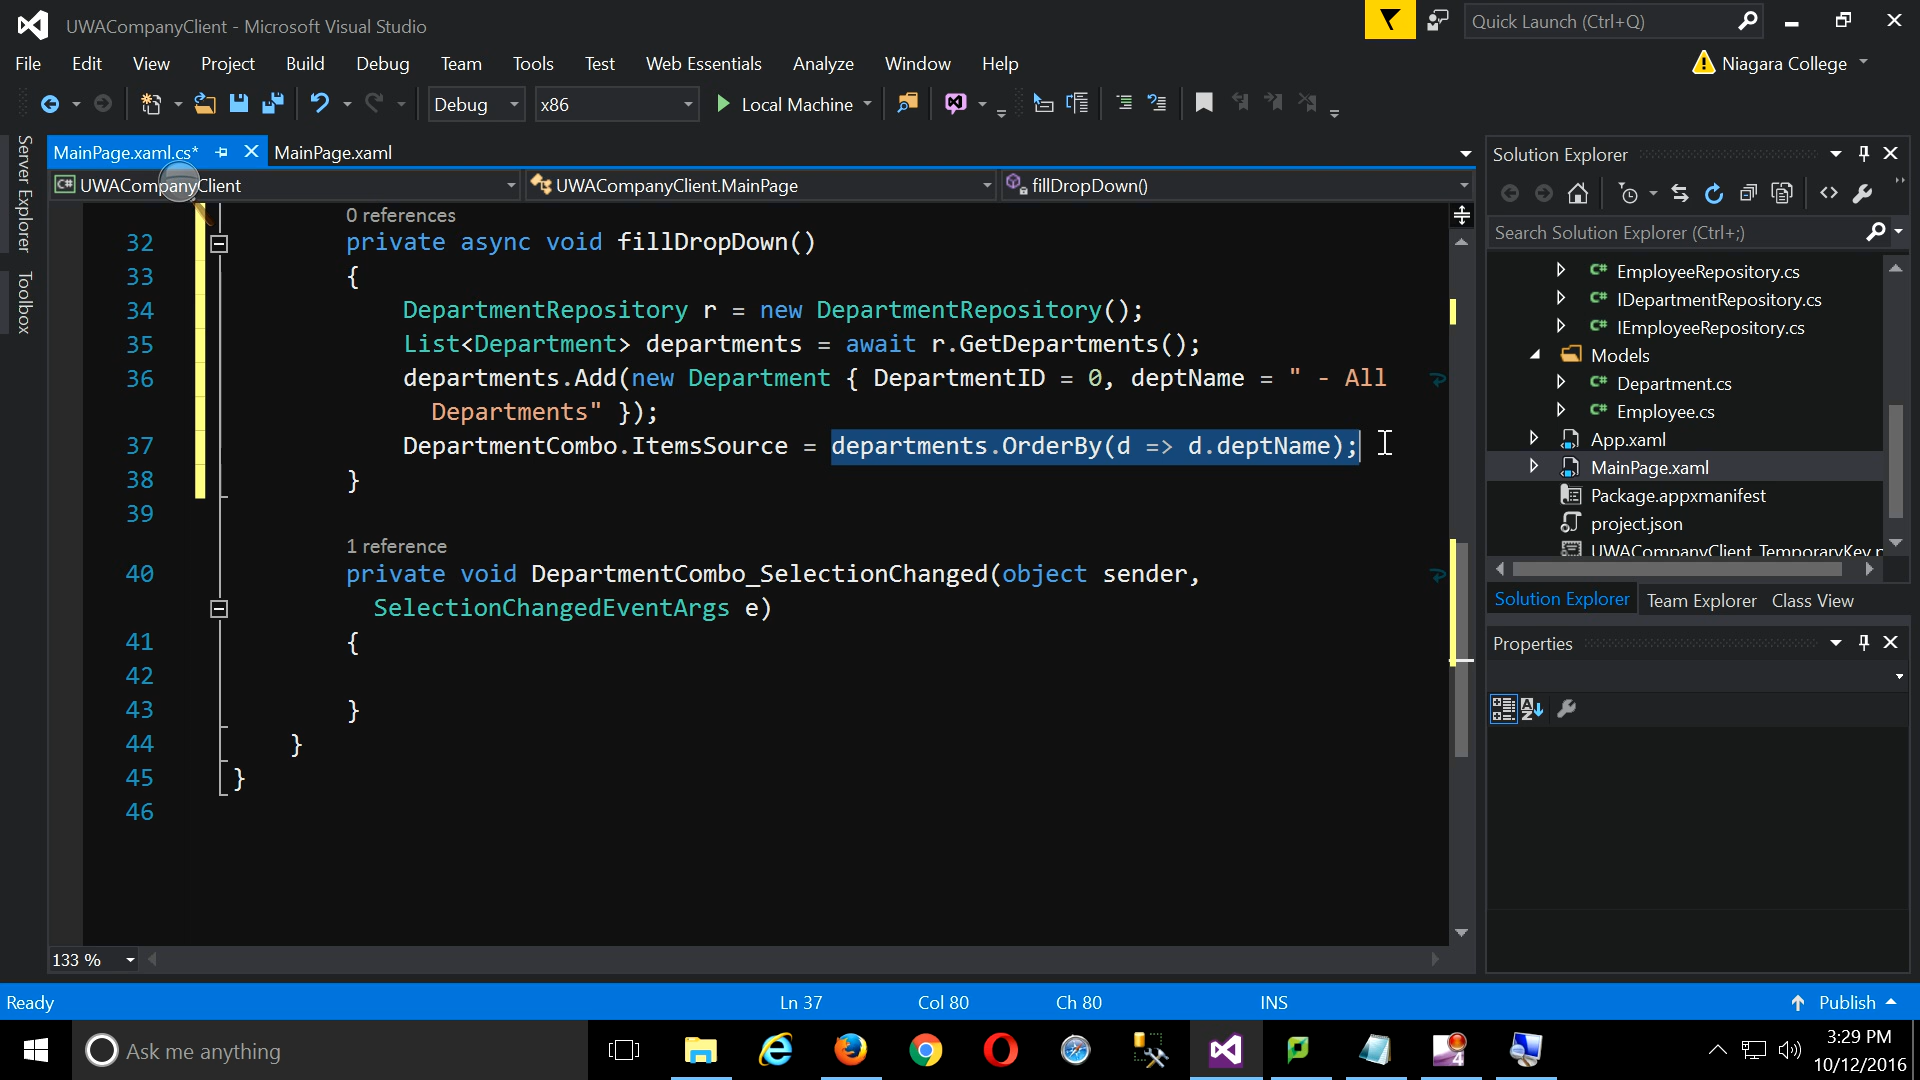 UWACompanyClient - Microsoft Visual Studio
Quick Launch (Ctrl+Q)
File Edit View Project Build Debug Team Tools Test Web Essentials Analyze Window Help
Niagara College
Debug x86 Local Machine
Server Explorer
Toolbox
MainPage.xaml.cs* MainPage.xaml
C# UWACompanyClient UWACompanyClient.MainPage fillDropDown()
0 references
32 private async void fillDropDown()
33 {
34 DepartmentRepository r = new DepartmentRepository();
35 List<Department> departments = await r.GetDepartments();
36 departments.Add(new Department { DepartmentID = 0, deptName = " - All
Departments" });
37 DepartmentCombo.ItemsSource = departments.OrderBy(d => d.deptName);
38 }
39
1 reference
40 private void DepartmentCombo_SelectionChanged(object sender,
SelectionChangedEventArgs e)
41 {
42
43 }
44 }
45 }
46
133 %
Solution Explorer
Search Solution Explorer (Ctrl+;)
C# EmployeeRepository.cs
C# IDepartmentRepository.cs
C# IEmployeeRepository.cs
Models
C# Department.cs
C# Employee.cs
App.xaml
MainPage.xaml
Package.appxmanifest
project.json
UWACompanyClient_TemporaryKey.p
Solution Explorer Team Explorer Class View
Properties
Ready Ln 37 Col 80 Ch 80 INS Publish
Ask me anything
4
3:29 PM
10/12/2016